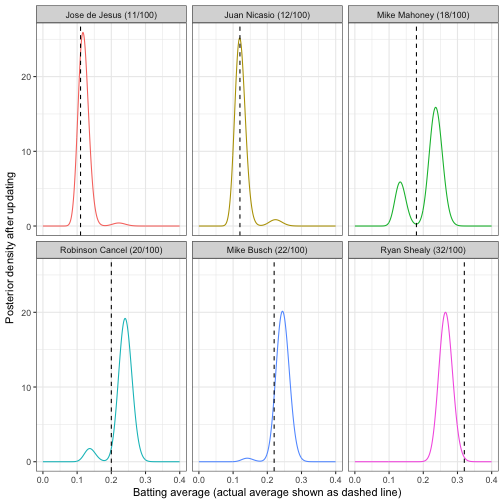 Jose de Jesus (11/100) Juan Nicasio (12/100) Mike Mahoney (18/100)
20
10
0
Robinson Cancel (20/100) Mike Busch (22/100) Ryan Shealy (32/100)
20
10
0
0.0 0.1 0.2 0.3 0.4 0.0 0.1 0.2 0.3 0.4 0.0 0.1 0.2 0.3 0.4
Batting average (actual average shown as dashed line)
Posterior density after updating